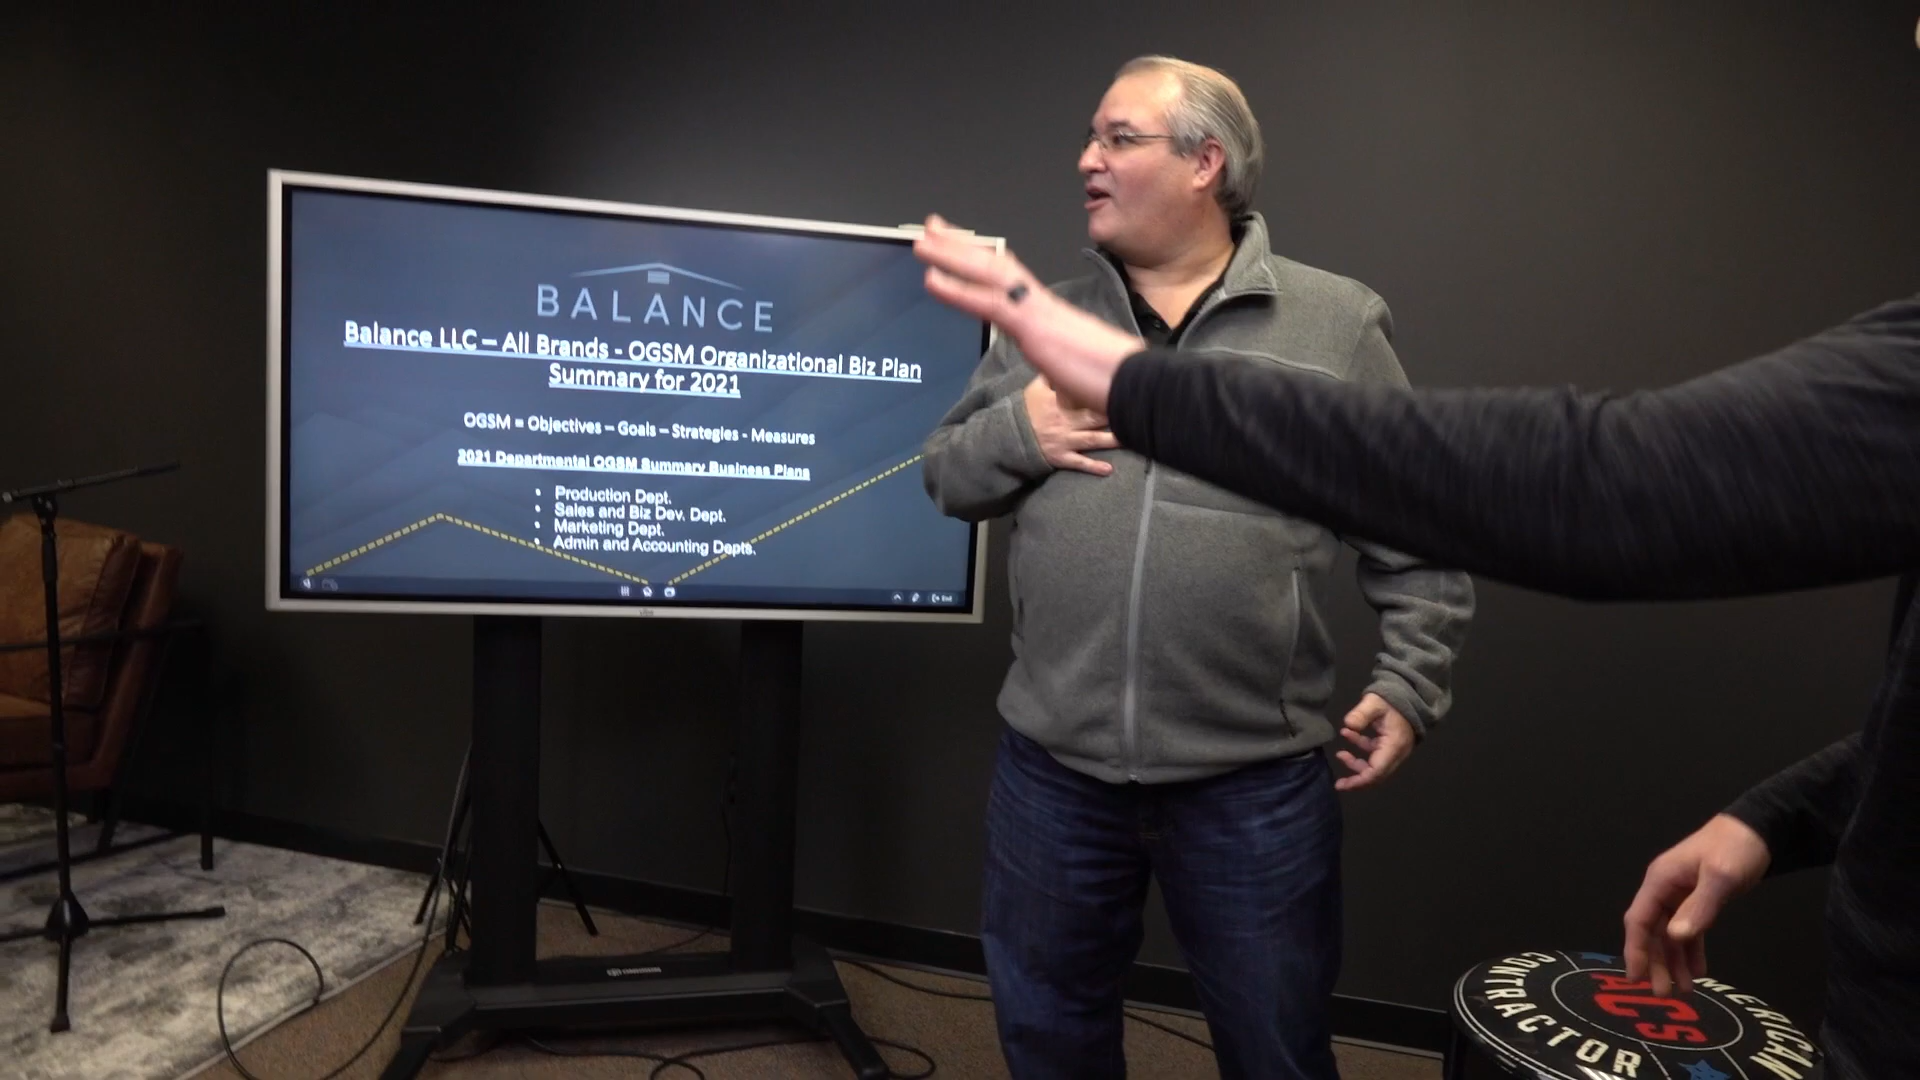 BALANCE
Balance LLC – All Brands - OGSM Organizational Biz Plan
Summary for 2021
OGSM = Objectives – Goals – Strategies - Measures
2021 Departmental OGSM Summary Business Plans
• Production Dept.
• Sales and Biz Dev. Dept.
• Marketing Dept.
• Admin and Accounting Depts.
End
AMERICAN
CONTRACTOR
ACS